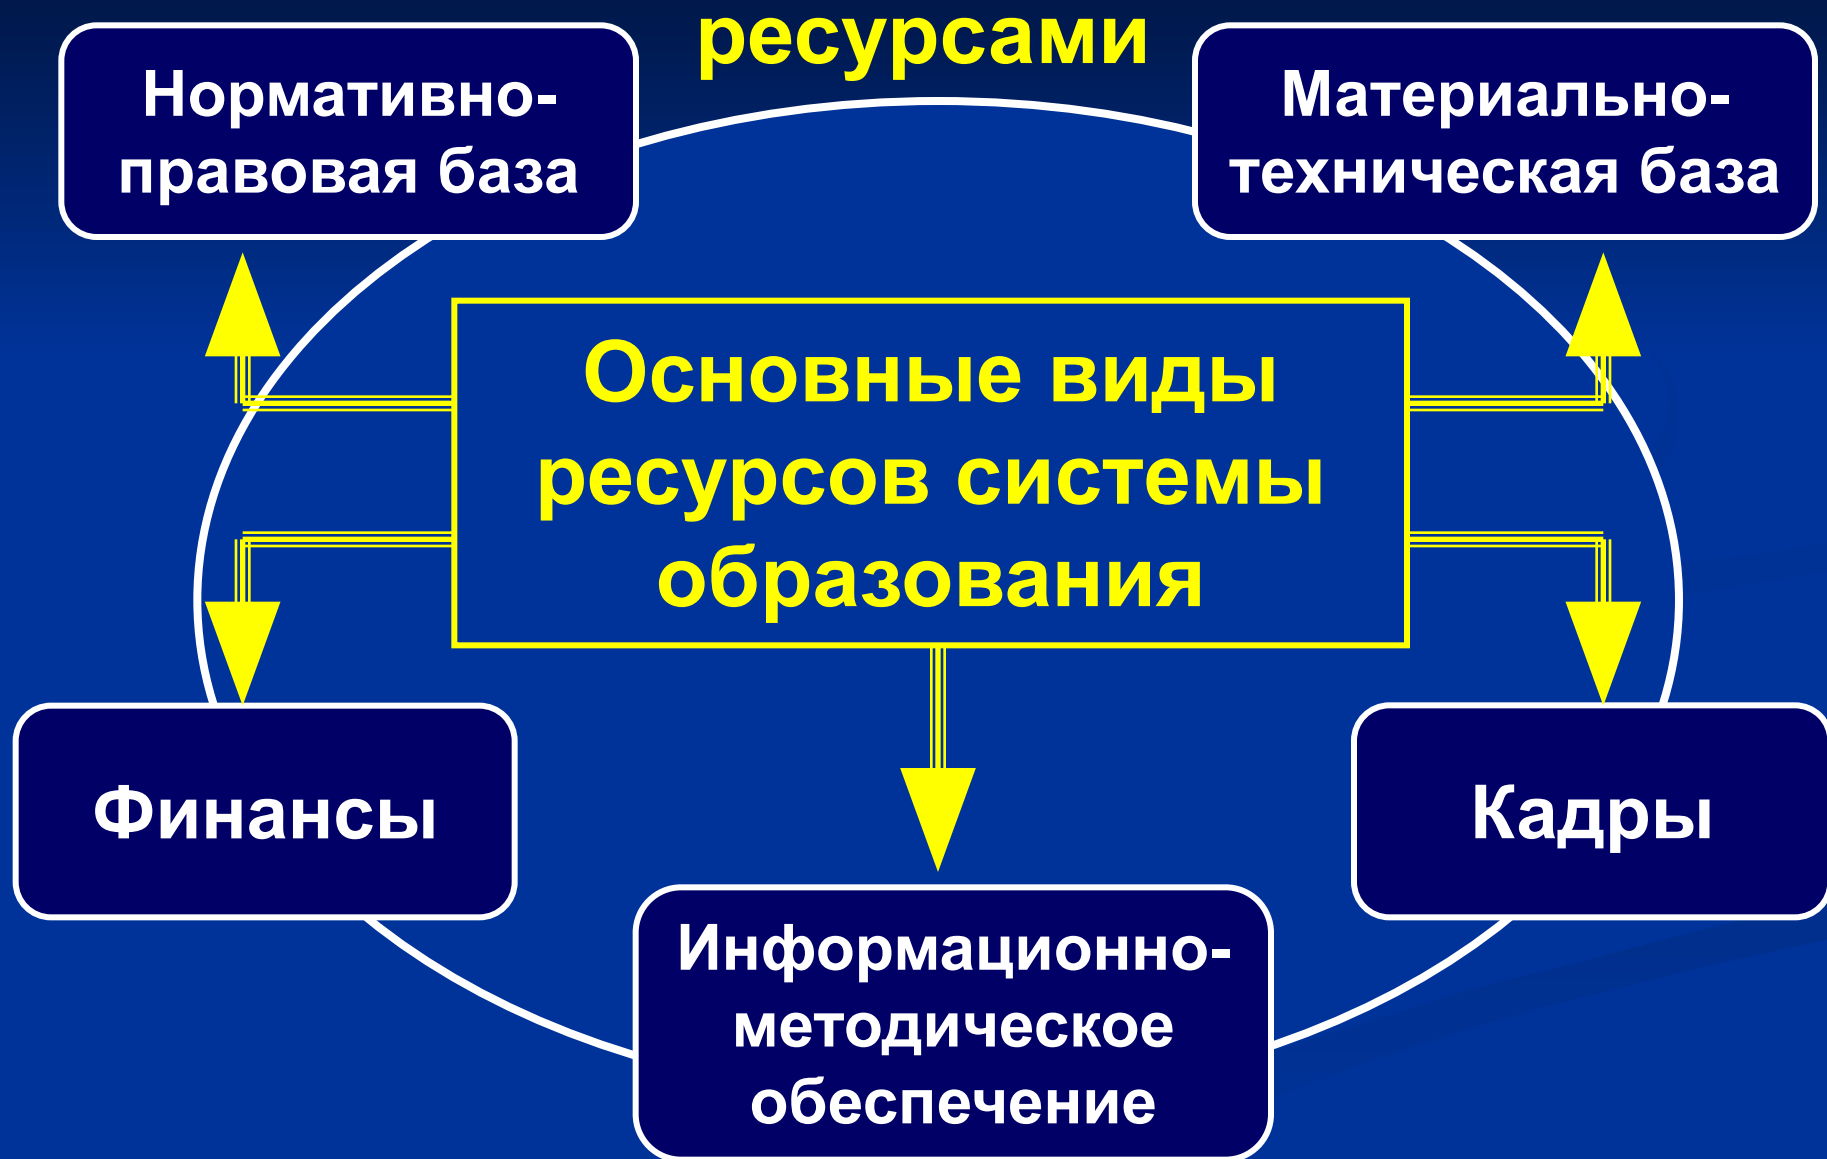 ресурсами
Нормативно-
правовая база
Материально-
техническая база
Основные виды
ресурсов системы
образования
Финансы
Кадры
Информационно-
методическое
обеспечение